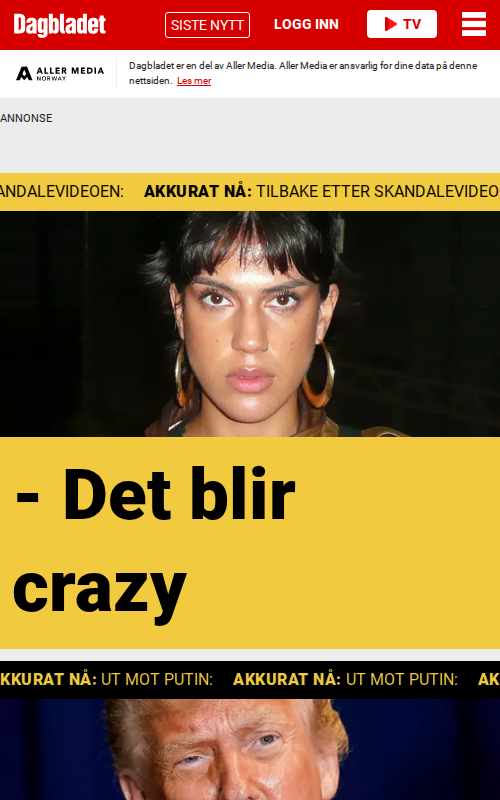 Dagbladet
SISTE NYTT
LOGG INN
TV
ALLER MEDIA
NORWAY
Dagbladet er en del av Aller Media. Aller Media er ansvarlig for dine data på denne
nettsiden. Les mer
ANNONSE
ANDALEVIDEOEN: AKKURAT NÅ: TILBAKE ETTER SKANDALEVIDEO
- Det blir
crazy
KKURAT NÅ: UT MOT PUTIN: AKKURAT NÅ: UT MOT PUTIN: AK